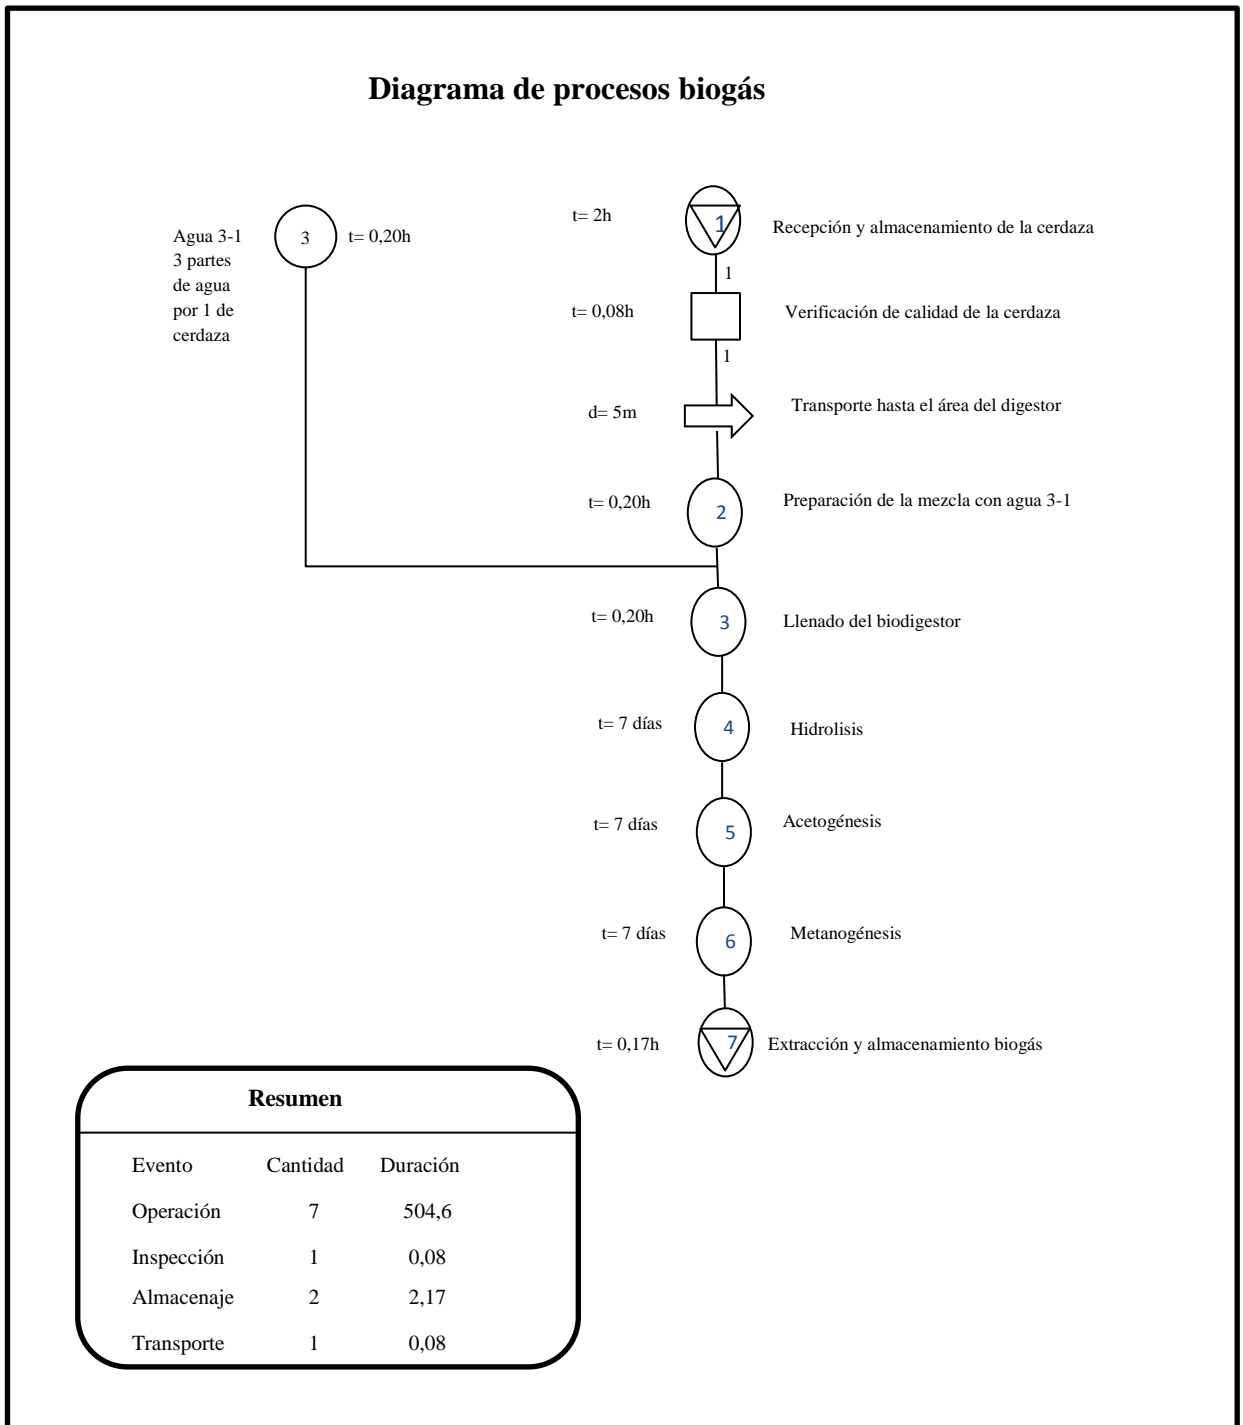 Diagrama de procesos biogás
Agua 3-1
3 partes
de agua
por 1 de
cerdaza
3
t= 0,20h
t= 2h
1
Recepción y almacenamiento de la cerdaza
1
t= 0,08h
Verificación de calidad de la cerdaza
1
d= 5m
Transporte hasta el área del digestor
t= 0,20h
2
Preparación de la mezcla con agua 3-1
t= 0,20h
3
Llenado del biodigestor
t= 7 días
4
Hidrolisis
t= 7 días
5
Acetogénesis
t= 7 días
6
Metanogénesis
t= 0,17h
7
Extracción y almacenamiento biogás
Resumen
Evento Cantidad Duración
Operación 7 504,6
Inspección 1 0,08
Almacenaje 2 2,17
Transporte 1 0,08